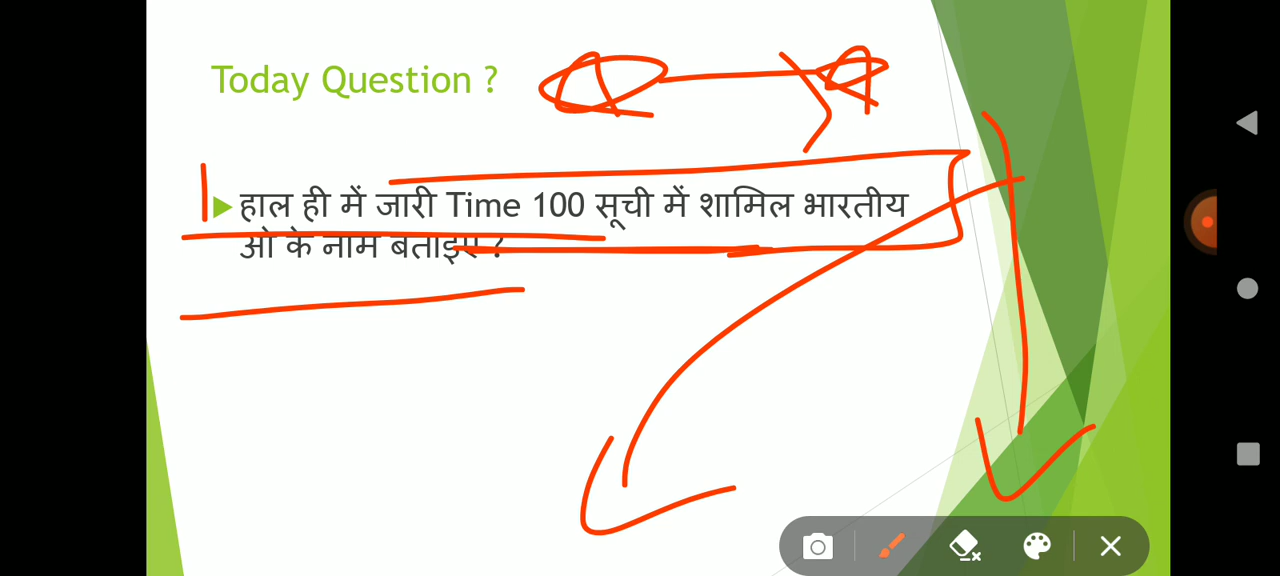 Today Question ?
हाल ही में जारी Time 100 सूची में शामिल भारतीय
ओ के नाम बताइए ?